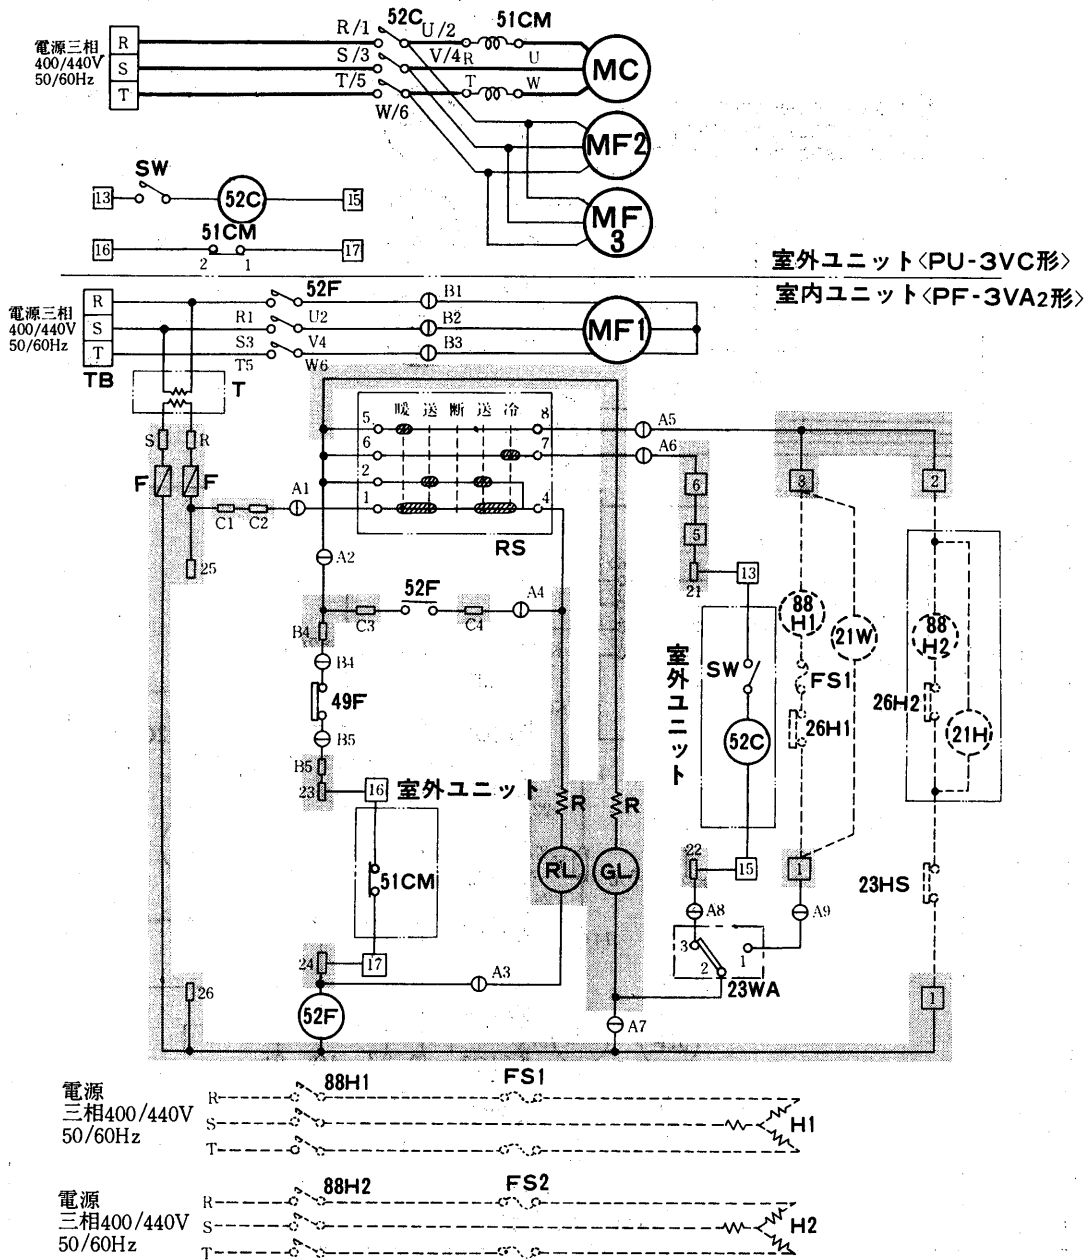 52C
51CM
R/1
U/2
電源三相
400/440V
50/60Hz
R
S
T
S/3
V/4
R
U
T/5
T
W
W/6
MC
MF2
MF
3
SW
13
52C
15
51CM
16
2
1
17
室外ユニット〈PU-3VC形〉
室内ユニット〈PF-3VA2形〉
電源三相
400/440V
50/60Hz
R
S
T
TB
52F
R1
U2
S3
V4
T5
W6
B1
B2
B3
MF1
T
暖 送 断 送 冷
5
8
6
7
2
1
4
RS
A5
A6
S
R
F
F
A1
C1
C2
25
A2
6
5
21
13
3
2
52F
A4
C3
C4
B4
B4
49F
B5
B5
23
16
室外ユニット
51CM
24
17
A3
52F
26
R
R
RL
GL
A7
室外ユニット
SW
52C
22
15
A8
A9
3
2
1
23WA
88
H1
21W
FS1
26H1
1
88
H2
26H2
21H
23HS
1
電源
三相400/440V
50/60Hz
R
S
T
88H1
FS1
H1
電源
三相400/440V
50/60Hz
R
S
T
88H2
FS2
H2